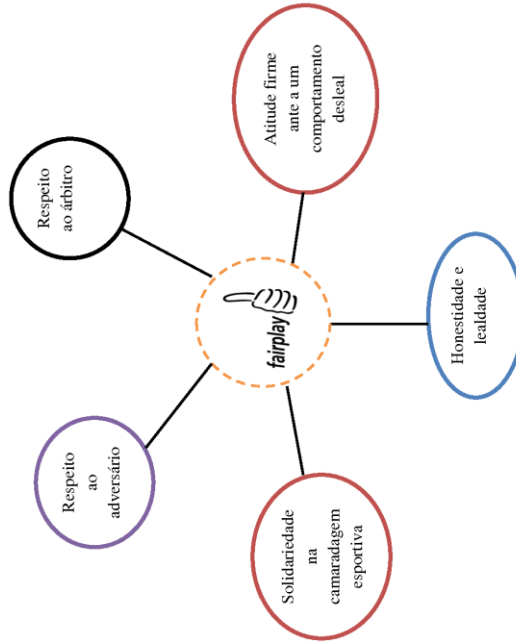 Respeito
ao
adversário
Respeito
ao árbitro
fairplay
Solidariedade
na
camaradagem
esportiva
Honestidade e
lealdade
Atitude firme
ante a um
comportamento
desleal